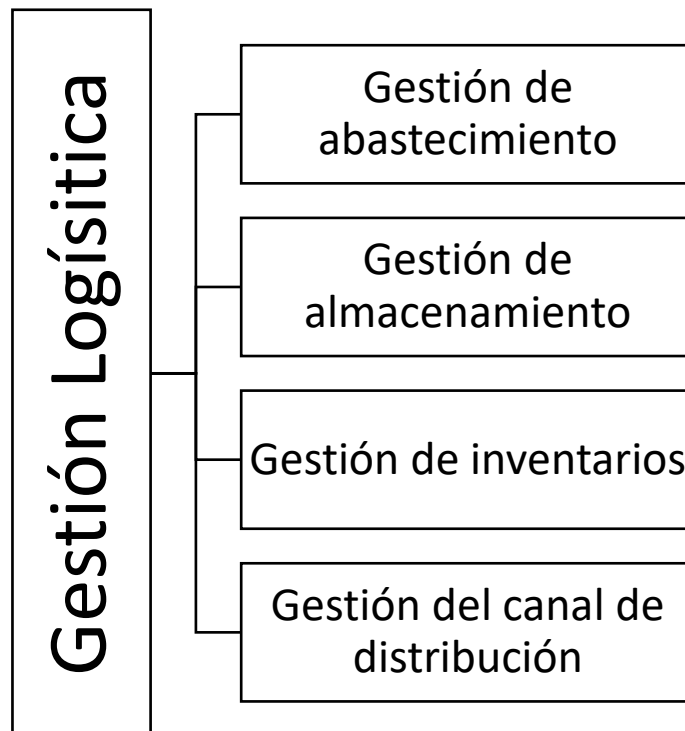 Gestión Logísitica
Gestión de
abastecimiento
Gestión de
almacenamiento
Gestión de inventarios
Gestión del canal de
distribución